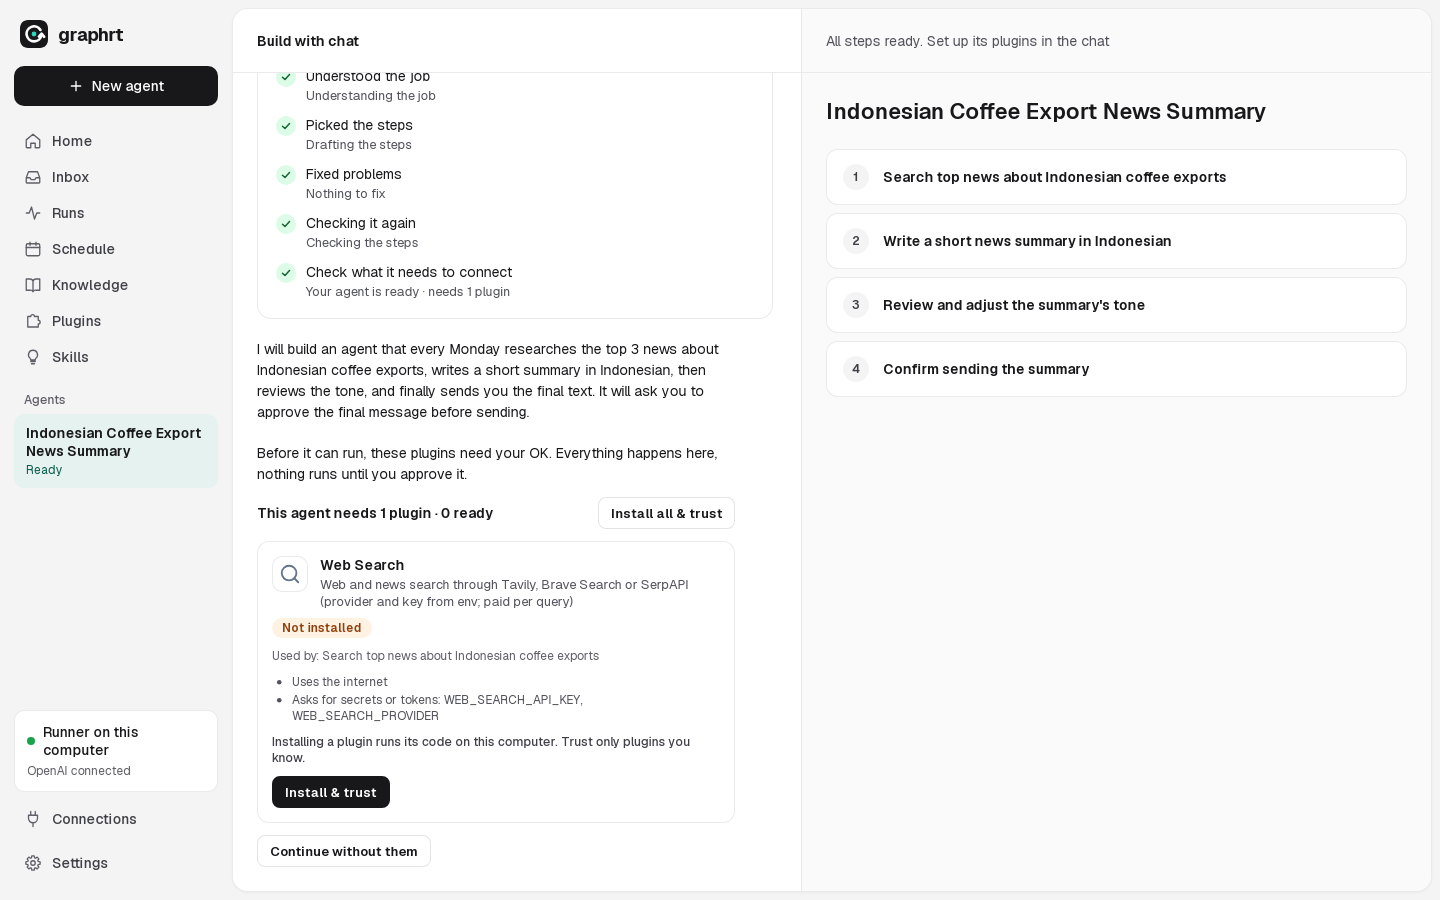 graphrt
New agent
Home
Inbox
Runs
Schedule
Knowledge
Plugins
Skills
Agents
Indonesian Coffee Export
News Summary
Ready
Runner on this
computer
OpenAI connected
Connections
Settings
Build with chat
Understood the job
Understanding the job
Picked the steps
Drafting the steps
Fixed problems
Nothing to fix
Checking it again
Checking the steps
Check what it needs to connect
Your agent is ready · needs 1 plugin
I will build an agent that every Monday researches the top 3 news about
Indonesian coffee exports, writes a short summary in Indonesian, then
reviews the tone, and finally sends you the final text. It will ask you to
approve the final message before sending.
Before it can run, these plugins need your OK. Everything happens here,
nothing runs until you approve it.
This agent needs 1 plugin · 0 ready
Install all & trust
Web Search
Web and news search through Tavily, Brave Search or SerpAPI
(provider and key from env; paid per query)
Not installed
Used by: Search top news about Indonesian coffee exports
Uses the internet
Asks for secrets or tokens: WEB_SEARCH_API_KEY,
WEB_SEARCH_PROVIDER
Installing a plugin runs its code on this computer. Trust only plugins you
know.
Install & trust
Continue without them
All steps ready. Set up its plugins in the chat
Indonesian Coffee Export News Summary
1 Search top news about Indonesian coffee exports
2 Write a short news summary in Indonesian
3 Review and adjust the summary's tone
4 Confirm sending the summary